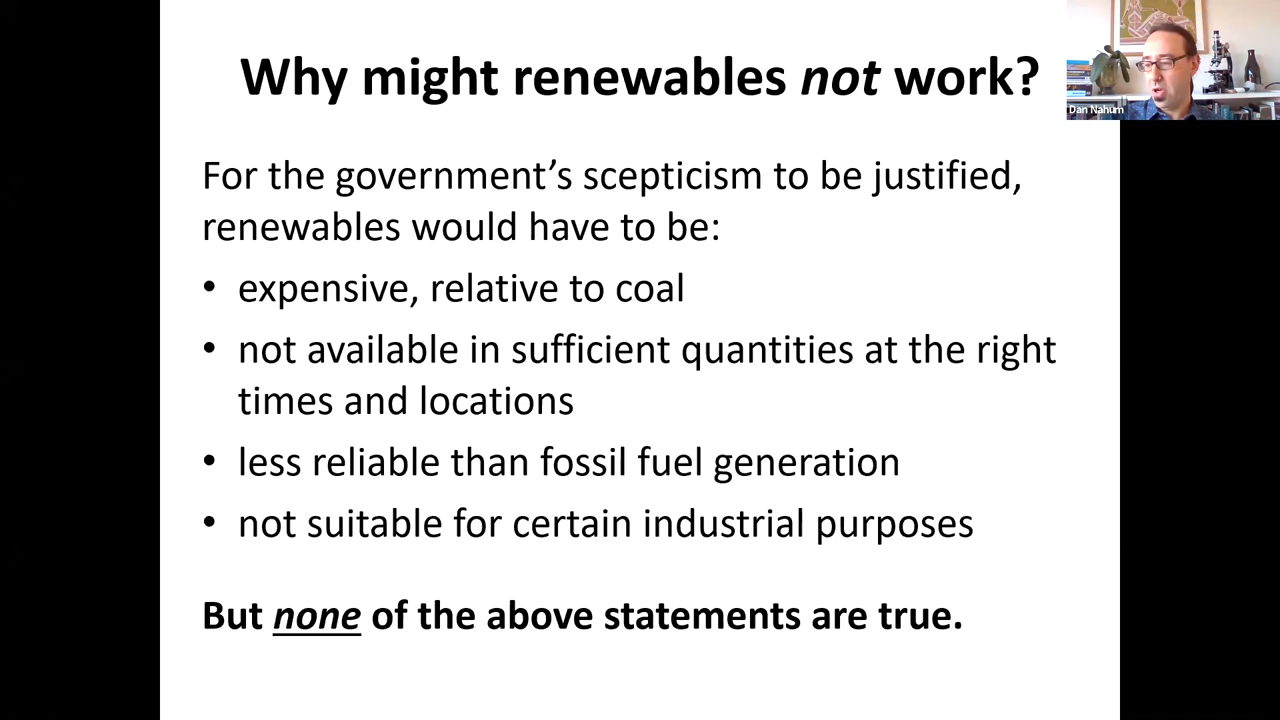 Why might renewables not work?
Dan Nahum
For the government’s scepticism to be justified,
renewables would have to be:
• expensive, relative to coal
• not available in sufficient quantities at the right
times and locations
• less reliable than fossil fuel generation
• not suitable for certain industrial purposes
But none of the above statements are true.